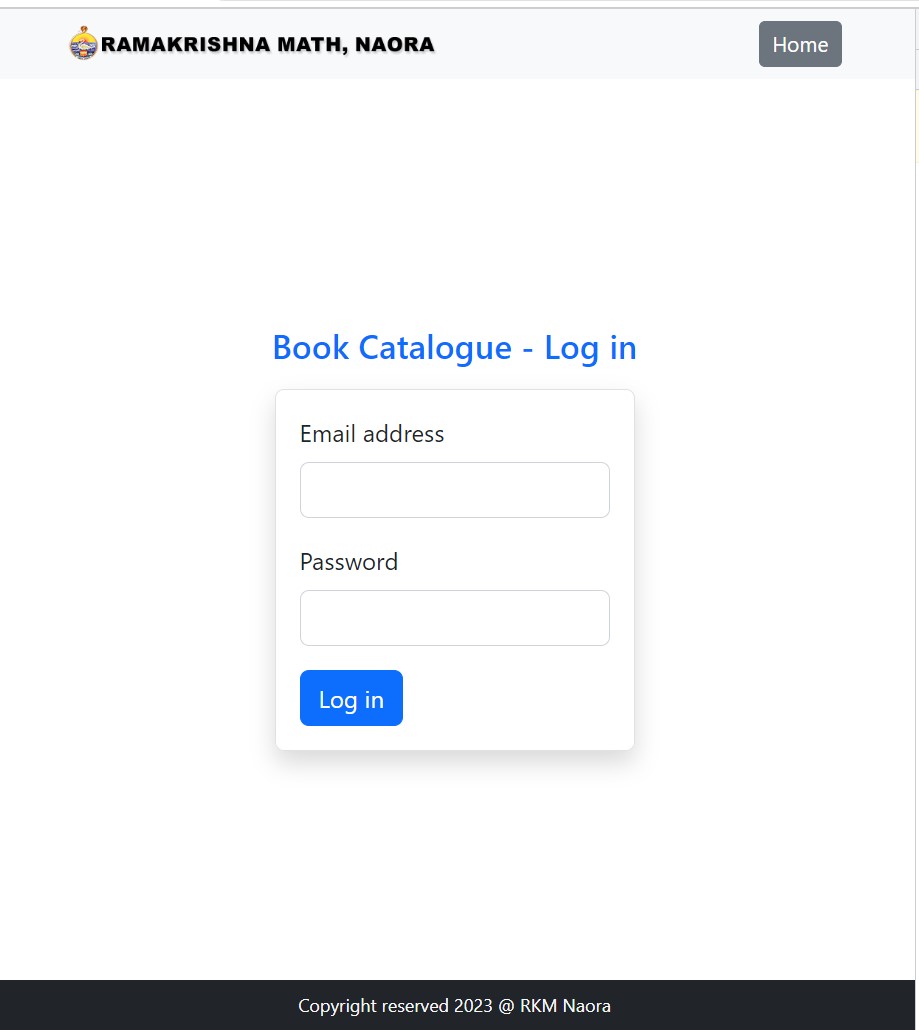 RAMAKRISHNA MATH, NAORA
Home
Book Catalogue - Log in
Email address
Password
Log in
Copyright reserved 2023 @ RKM Naora